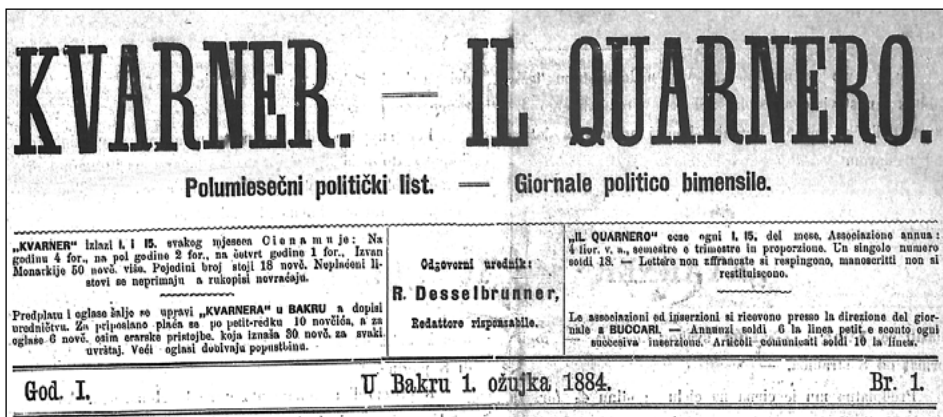 KVARNER. — IL QUARNERO.
Polumiesečni politički list. — Giornale politico bimensile.
„KVARNER“ izlazi 1. i 15. svakog mjeseca Ciena mu je: Na
godinu 4 for., na pol godine 2 for., na četvrt godine 1 for., Izvan
Monarkije 50 novč. više. Pojedini broj stoji 18 novč. Neplaćeni li-
stovi se neprimaju a rukopisi novraćaju.
Predplatu i oglase šalje se upravi „KVARNERA“ u BAKRU a dopisi
uredničtvu. Za priposlano plaća se po petit-redku 10 novčića, a za
oglase 6 novč. osim erarske pristojbe. koja iznaša 30 novč. za svaki
uvrštaj. Veći oglasi dobivaju popustbinu.
Odgovorni urednik:
R. Desselbrunner,
Redattore risponsabile.
„IL QUARNERO“ esce ogni 1, 15, del mese. Associazione annua:
4 fior. v. a., semestre e trimestre in proporzione. Un singolo numero
soldi 18. — Lettere non affrancate si respingono, manoscritti non si
restituiscono.
Le associazioni ed inserzioni si ricevono presso la direzione del gior-
nale a BUCCARI. — Annunzi soldi 6 la linea petit e sconto ogni
successiva inserzione. Articoli comunicati soldi 10 la linea.
God. I. U Bakru 1. ožujka 1884. Br. 1.